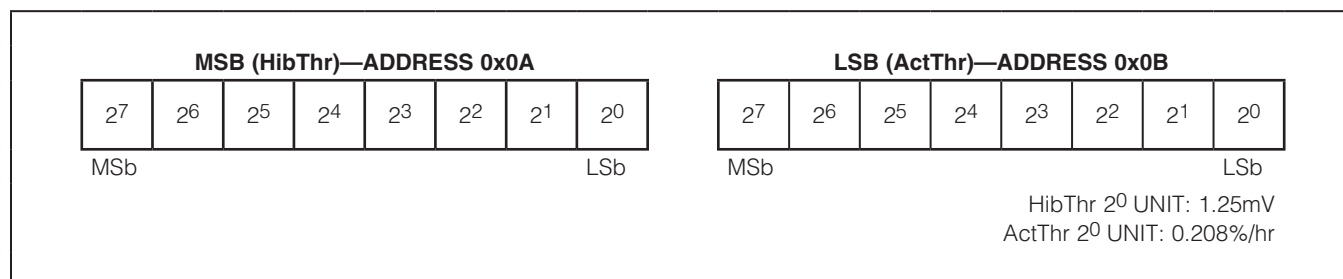 MSB (HibThr)—ADDRESS 0x0A
2⁷ 2⁶ 2⁵ 2⁴ 2³ 2² 2¹ 2⁰
MSb LSb
LSB (ActThr)—ADDRESS 0x0B
2⁷ 2⁶ 2⁵ 2⁴ 2³ 2² 2¹ 2⁰
MSb LSb
HibThr 2⁰ UNIT: 1.25mV
ActThr 2⁰ UNIT: 0.208%/hr